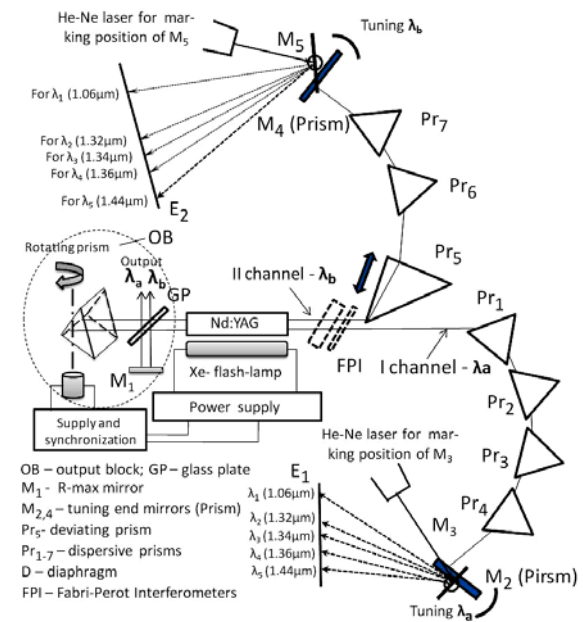 He-Ne laser for mar-
king position of M5
M5
Tuning λb
M4 (Prism)
Pr7
Pr6
For λ1 (1.06μm)
For λ2 (1.32μm)
For λ3 (1.34μm)
For λ4 (1.36μm)
For λ5 (1.44μm)
E2
OB
Rotating prism
Output
λa λb
GP
II channel - λb
Pr5
Pr1
Nd:YAG
FPI
I channel - λa
M1
Xe- flash-lamp
Pr2
Power supply
Supply and
synchronization
He-Ne laser for mar-
king position of M3
Pr3
OB – output block; GP – glass plate
M1 - R-max mirror
M2,4 – tuning end mirrors (Prism)
Pr5- deviating prism
Pr1-7 – dispersive prisms
D – diaphragm
FPI – Fabri-Perot Interferometers
E1
λ1 (1.06μm)
λ2 (1.32μm)
λ3 (1.34μm)
λ4 (1.36μm)
λ5 (1.44μm)
Pr4
M3
M2 (Pirsm)
Tuning λa